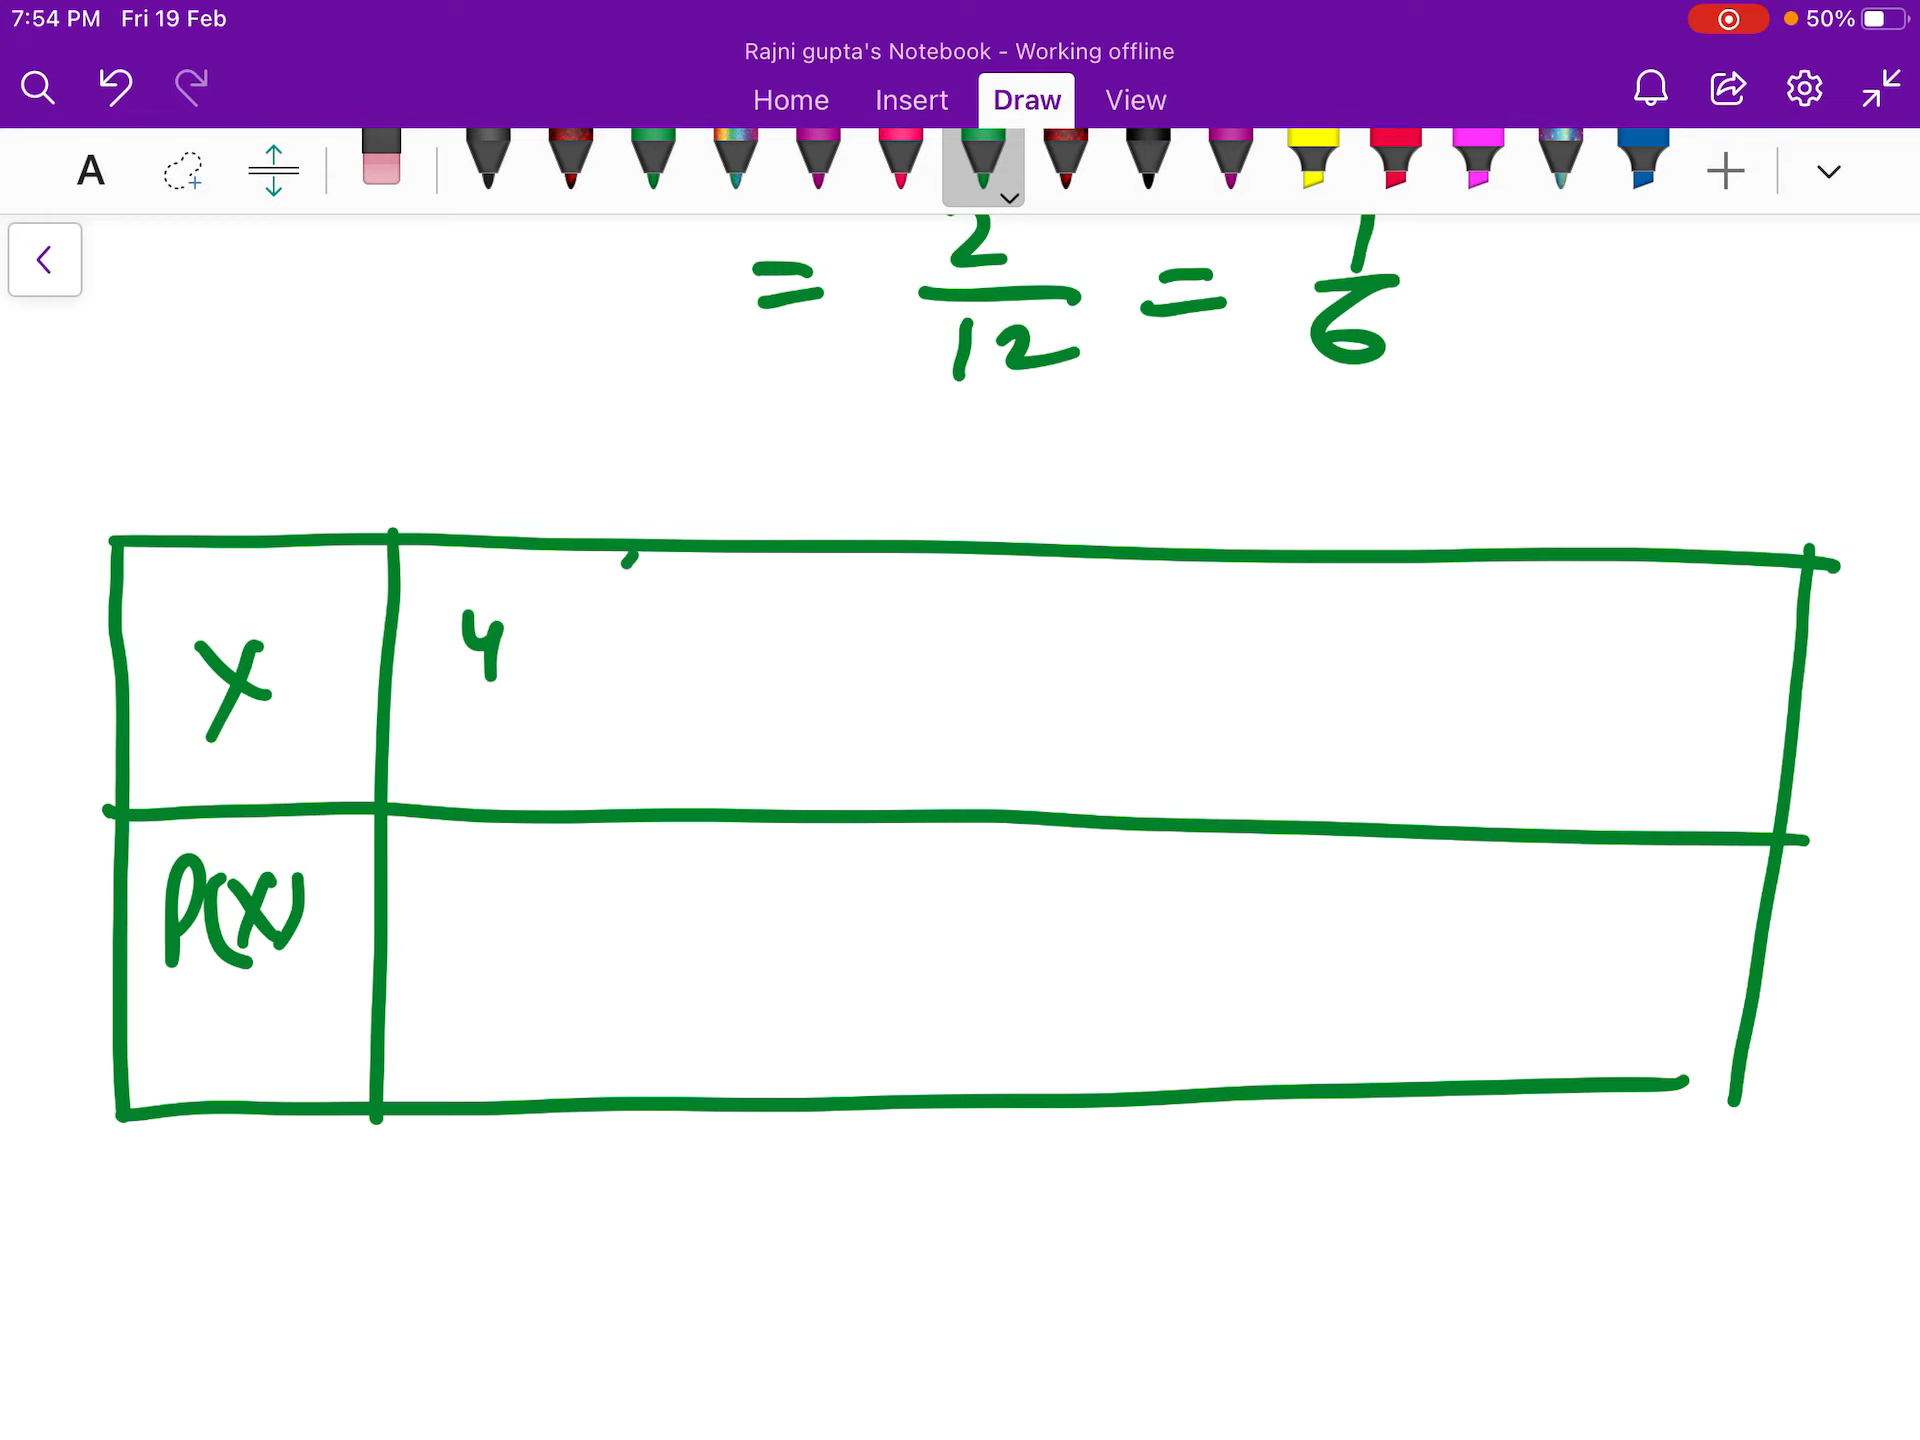 7:54 PM Fri 19 Feb 50%
Rajni gupta's Notebook - Working offline
Home Insert Draw View
A
= 2/12 = 1/6
X 4
P(X)